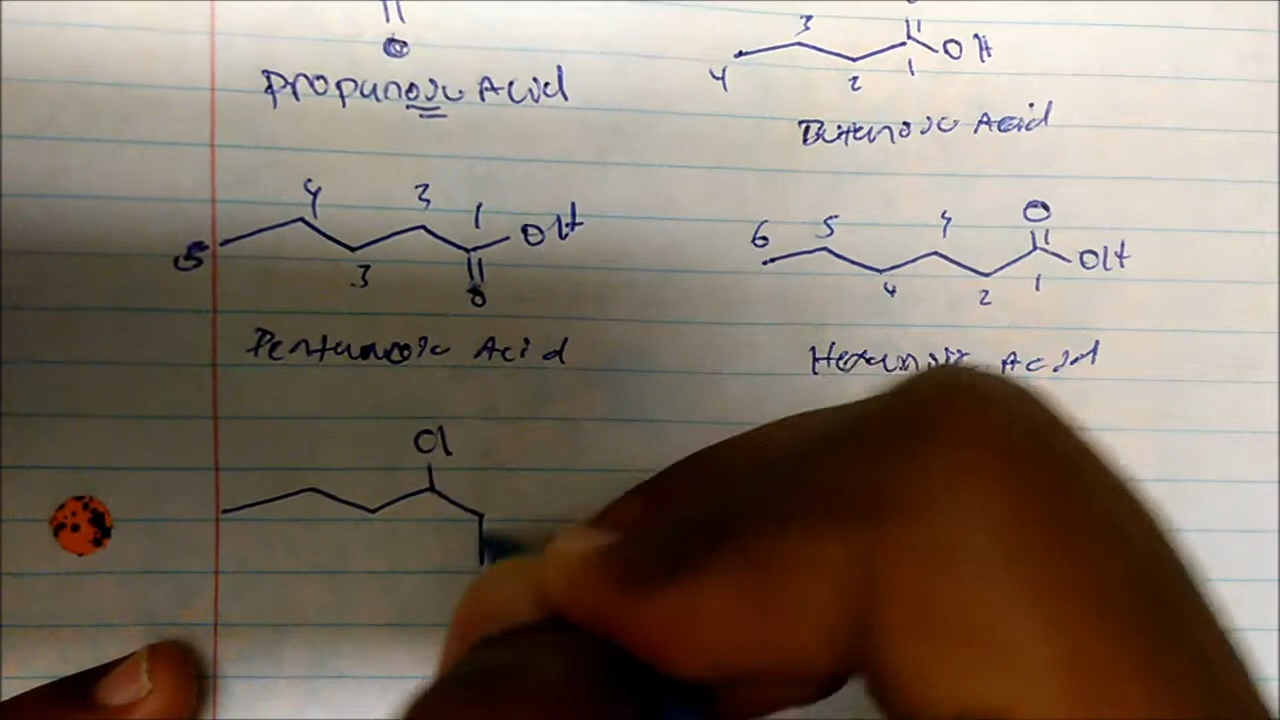 O
Propanoic Acid
3
4 2 1 OH
Butanoic Acid
4 3 1 OH
5 3 O
Pentanoic Acid
O
6 5 4 OH
4 2 1
Hexanoic Acid
Cl